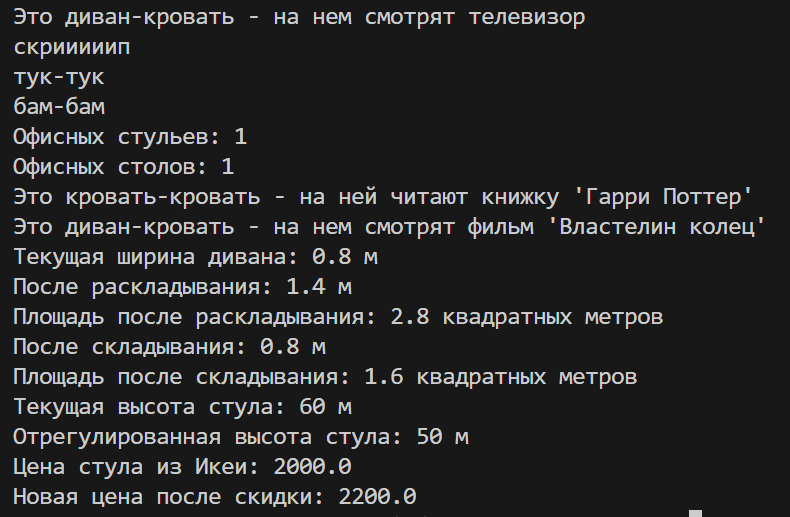 Это диван-кровать - на нем смотрят телевизор
скрииииип
тук-тук
бам-бам
Офисных стульев: 1
Офисных столов: 1
Это кровать-кровать - на ней читают книжку 'Гарри Поттер'
Это диван-кровать - на нем смотрят фильм 'Властелин колец'
Текущая ширина дивана: 0.8 м
После раскладывания: 1.4 м
Площадь после раскладывания: 2.8 квадратных метров
После складывания: 0.8 м
Площадь после складывания: 1.6 квадратных метров
Текущая высота стула: 60 м
Отрегулированная высота стула: 50 м
Цена стула из Икеи: 2000.0
Новая цена после скидки: 2200.0